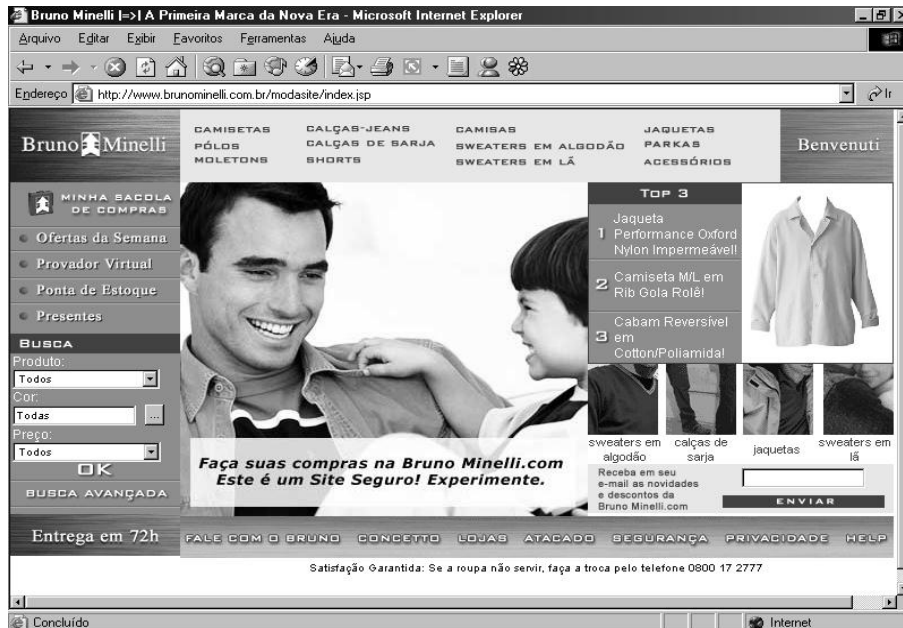 Bruno Minelli |=>| A Primeira Marca da Nova Era - Microsoft Internet Explorer
Arquivo Editar Exibir Favoritos Ferramentas Ajuda
Endereço http://www.brunominelli.com.br/modasite/index.jsp Ir
Bruno Minelli
CAMISETAS CALÇAS-JEANS CAMISAS JAQUETAS
PÓLOS CALÇAS DE SARJA SWEATERS EM ALGODÃO PARKAS
MOLETONS SHORTS SWEATERS EM LÃ ACESSÓRIOS
Benvenuti
MINHA SACOLA
DE COMPRAS
Ofertas da Semana
Provador Virtual
Ponta de Estoque
Presentes
BUSCA
Produto:
Todos
Cor:
Todas ...
Preço:
Todos
OK
BUSCA AVANÇADA
Entrega em 72h
Faça suas compras na Bruno Minelli.com
Este é um Site Seguro! Experimente.
TOP 3
1 Jaqueta
Performance Oxford
Nylon Impermeável!
2 Camiseta M/L em
Rib Gola Rolê!
3 Cabam Reversível
em
Cotton/Poliamida!
sweaters em
algodão
calças de
sarja
jaquetas
sweaters em
lã
Receba em seu
e-mail as novidades
e descontos da
Bruno Minelli.com
ENVIAR
FALE COM O BRUNO CONCETTO LOJAS ATACADO SEGURANÇA PRIVACIDADE HELP
Satisfação Garantida: Se a roupa não servir, faça a troca pelo telefone 0800 17 2777
Concluído Internet